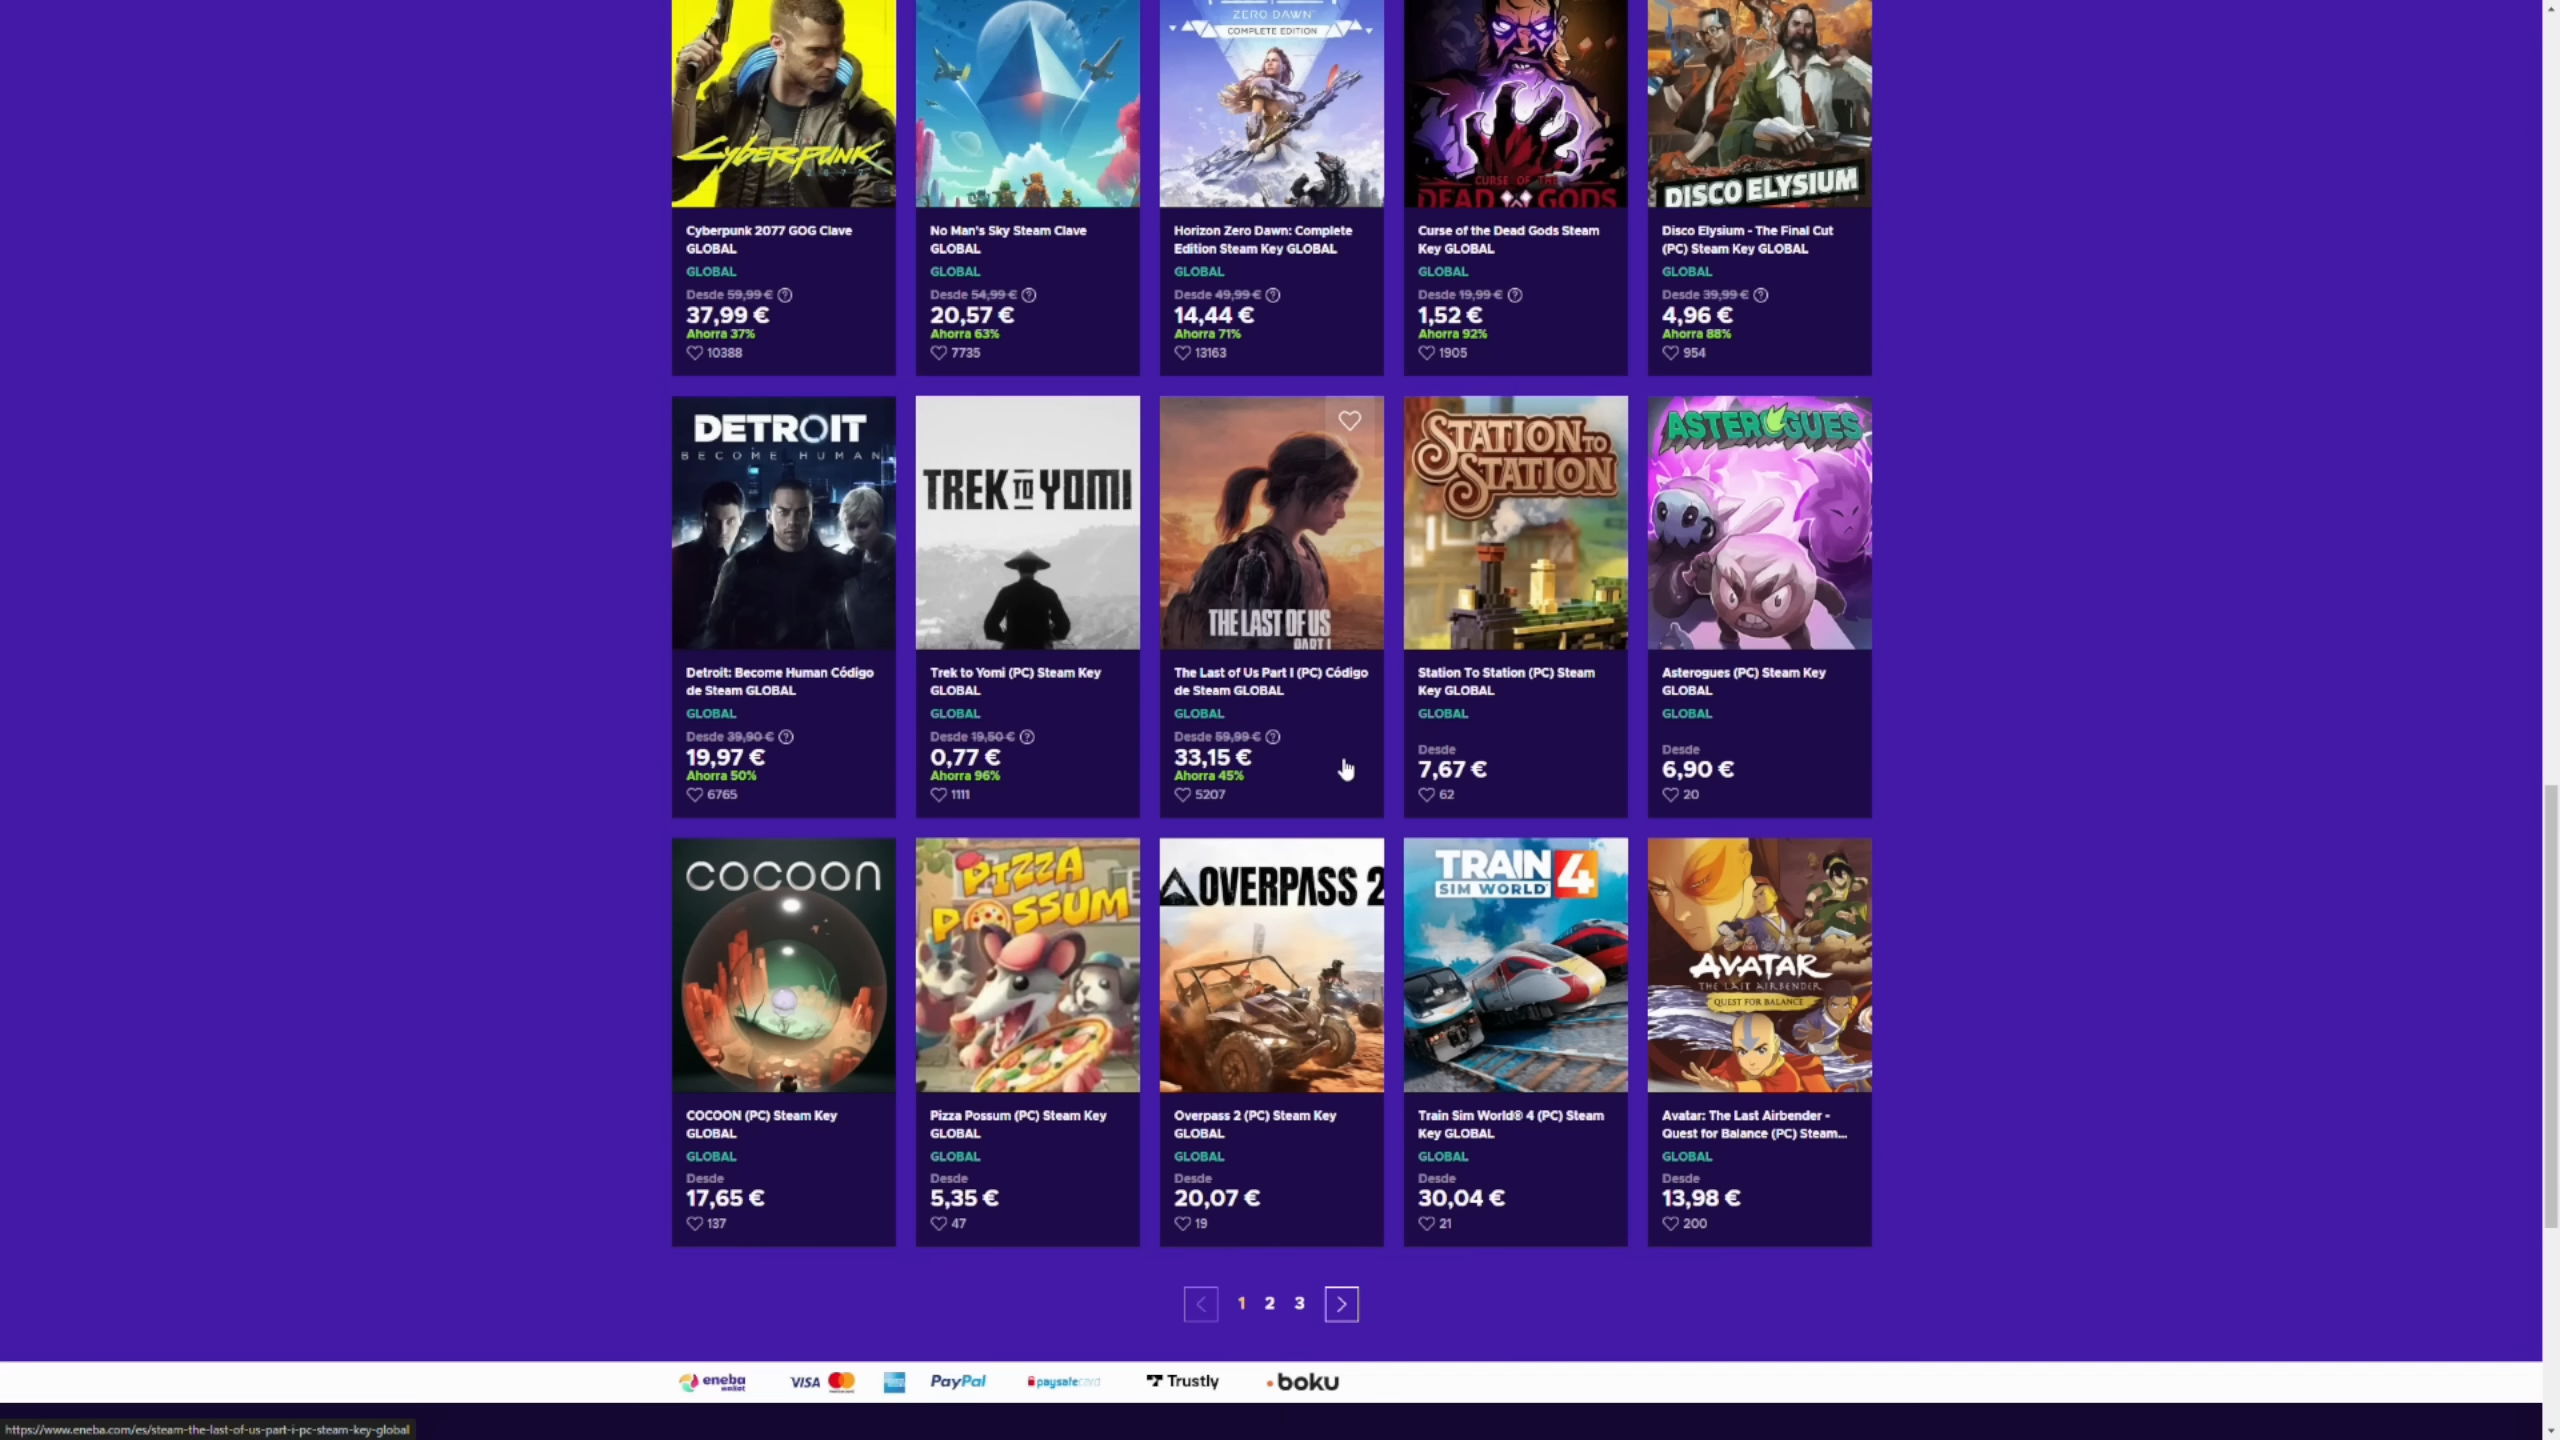 ZERO DAWN
COMPLETE EDITION
CYBERPUNK
2077
CURSE OF THE
DEAD GODS
DISCO ELYSIUM
Cyberpunk 2077 GOG Clave
GLOBAL
GLOBAL
Desde 59,99 €
37,99 €
Ahorra 37%
10388
No Man's Sky Steam Clave
GLOBAL
GLOBAL
Desde 54,99 €
20,57 €
Ahorra 63%
7735
Horizon Zero Dawn: Complete
Edition Steam Key GLOBAL
GLOBAL
Desde 49,99 €
14,44 €
Ahorra 71%
13163
Curse of the Dead Gods Steam
Key GLOBAL
GLOBAL
Desde 19,99 €
1,52 €
Ahorra 92%
1905
Disco Elysium - The Final Cut
(PC) Steam Key GLOBAL
GLOBAL
Desde 39,99 €
4,96 €
Ahorra 88%
954
DETROIT
BECOME HUMAN
TREK TO YOMI
THE LAST OF US
PART I
STATION TO
STATION
ASTEROGUES
Detroit: Become Human Código
de Steam GLOBAL
GLOBAL
Desde 39,90 €
19,97 €
Ahorra 50%
6765
Trek to Yomi (PC) Steam Key
GLOBAL
GLOBAL
Desde 19,50 €
0,77 €
Ahorra 96%
1111
The Last of Us Part I (PC) Código
de Steam GLOBAL
GLOBAL
Desde 59,99 €
33,15 €
Ahorra 45%
5207
Station To Station (PC) Steam
Key GLOBAL
GLOBAL
Desde
7,67 €
62
Asterogues (PC) Steam Key
GLOBAL
GLOBAL
Desde
6,90 €
20
COCOON
PIZZA
POSSUM
OVERPASS 2
TRAIN
SIM WORLD 4
AVATAR
THE LAST AIRBENDER
QUEST FOR BALANCE
COCOON (PC) Steam Key
GLOBAL
GLOBAL
Desde
17,65 €
137
Pizza Possum (PC) Steam Key
GLOBAL
GLOBAL
Desde
5,35 €
47
Overpass 2 (PC) Steam Key
GLOBAL
GLOBAL
Desde
20,07 €
19
Train Sim World® 4 (PC) Steam
Key GLOBAL
GLOBAL
Desde
30,04 €
21
Avatar: The Last Airbender -
Quest for Balance (PC) Steam...
GLOBAL
Desde
13,98 €
200
< 1 2 3 >
eneba wallet VISA PayPal paysafecard Trustly boku
https://www.eneba.com/es/steam-the-last-of-us-part-i-pc-steam-key-global